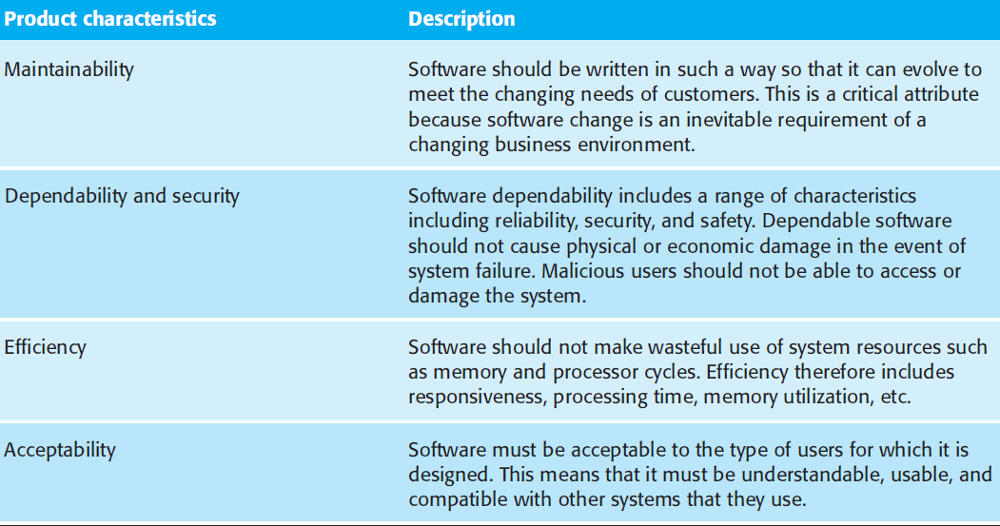 Product characteristics Description
Maintainability Software should be written in such a way so that it can evolve to
meet the changing needs of customers. This is a critical attribute
because software change is an inevitable requirement of a
changing business environment.
Dependability and security Software dependability includes a range of characteristics
including reliability, security, and safety. Dependable software
should not cause physical or economic damage in the event of
system failure. Malicious users should not be able to access or
damage the system.
Efficiency Software should not make wasteful use of system resources such
as memory and processor cycles. Efficiency therefore includes
responsiveness, processing time, memory utilization, etc.
Acceptability Software must be acceptable to the type of users for which it is
designed. This means that it must be understandable, usable, and
compatible with other systems that they use.